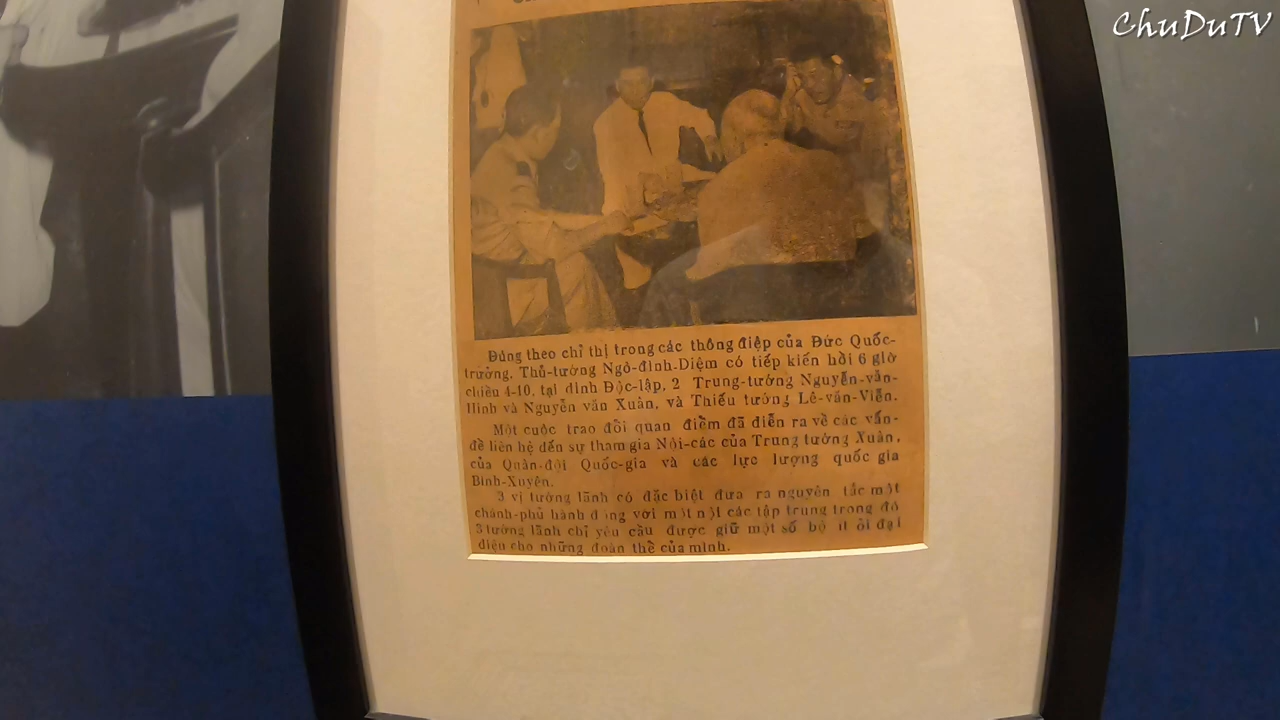 ChuDuTV
Đúng theo chỉ thị trong các thông điệp của Đức Quốc-
trưởng, Thủ-tướng Ngô-đình-Diệm có tiếp kiến hồi 6 giờ
chiều 4-10, tại dinh Độc-lập, 2 Trung-tướng Nguyễn-văn-
Hinh và Nguyễn văn Xuân, và Thiếu tướng Lê-văn-Viễn.
Một cuộc trao đổi quan điểm đã diễn ra về các vấn-
đề liên hệ đến sự tham gia Nội-các của Trung tướng Xuân,
của Quân-đội Quốc-gia và các lực lượng quốc gia
Bình-Xuyên.
3 vị tướng lãnh có đặc biệt đưa ra nguyên tắc một
chánh-phủ hành động với một nội các tập trung trong đó
3 tướng lãnh chỉ yêu cầu được giữ một số bộ ít ỏi đại
diện cho những đoàn thể của mình.